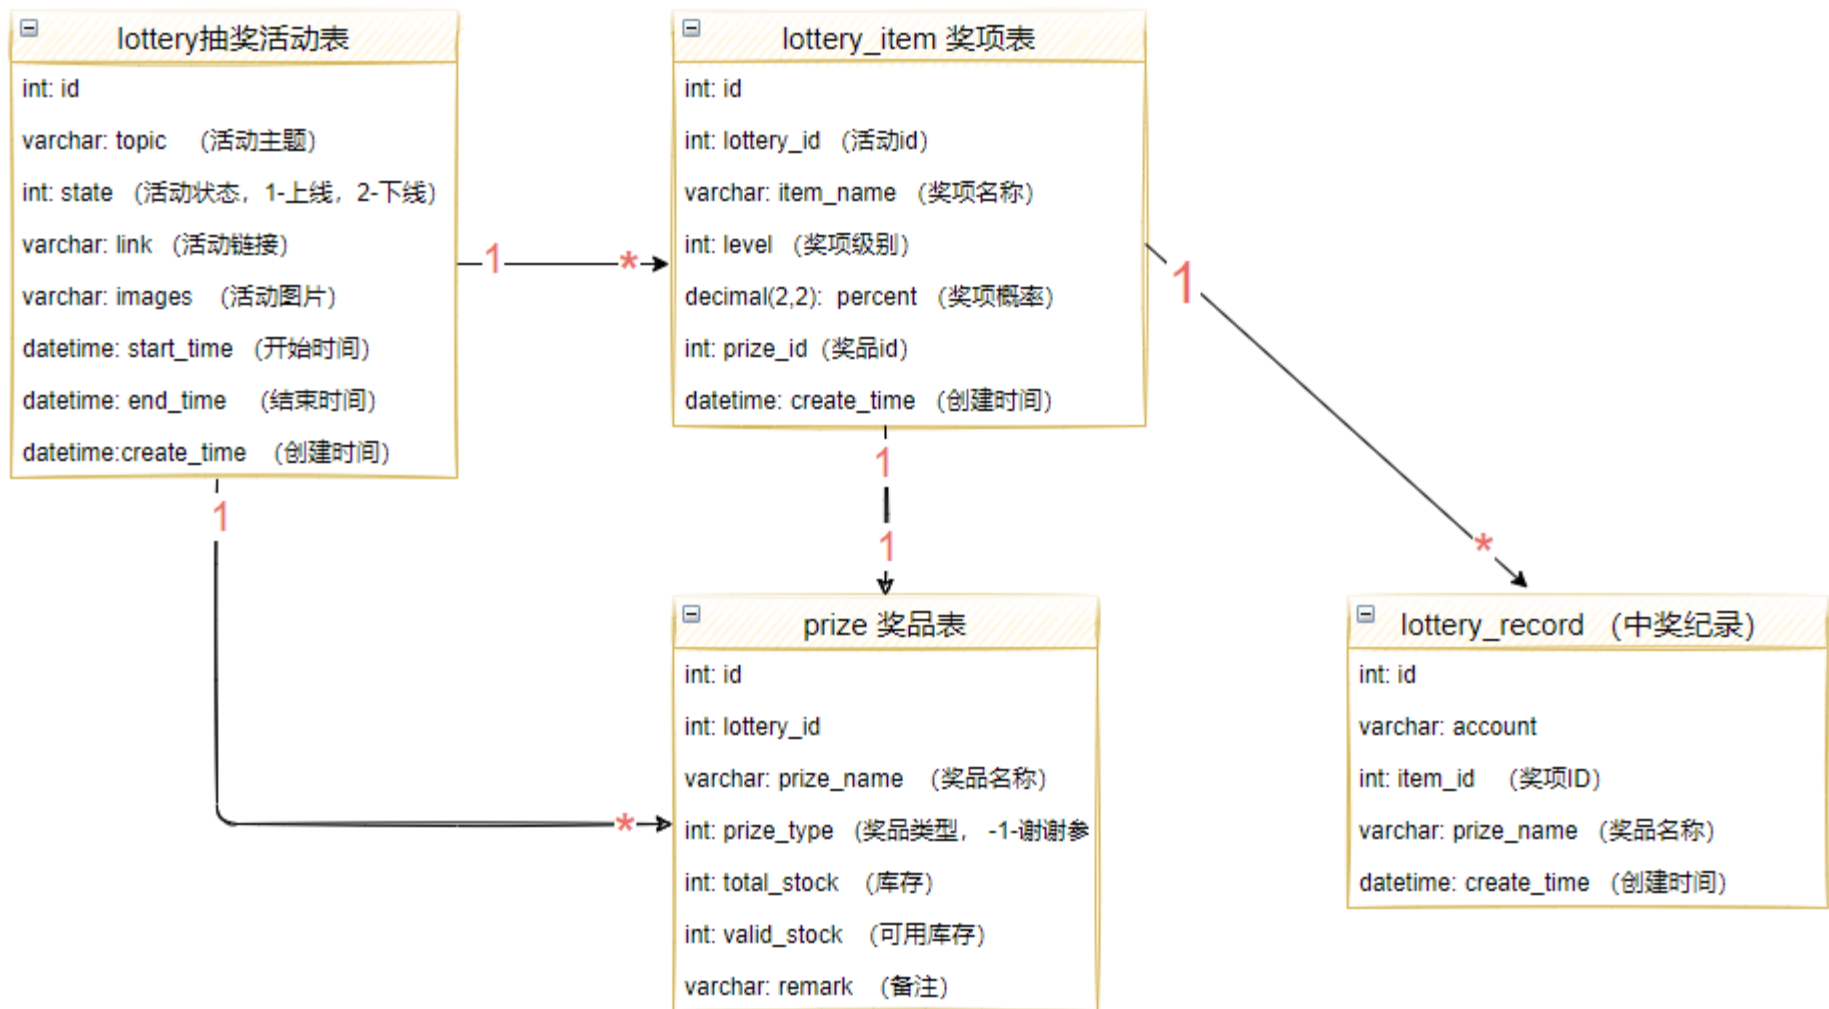 lottery抽奖活动表
int: id
varchar: topic （活动主题）
int: state （活动状态，1-上线，2-下线）
varchar: link （活动链接）
varchar: images （活动图片）
datetime: start_time （开始时间）
datetime: end_time （结束时间）
datetime:create_time （创建时间）
1
*
lottery_item 奖项表
int: id
int: lottery_id （活动id）
varchar: item_name （奖项名称）
int: level （奖项级别）
decimal(2,2): percent （奖项概率）
int: prize_id （奖品id）
datetime: create_time （创建时间）
1
*
1
1
1
*
prize 奖品表
int: id
int: lottery_id
varchar: prize_name （奖品名称）
int: prize_type （奖品类型， -1-谢谢参
int: total_stock （库存）
int: valid_stock （可用库存）
varchar: remark （备注）
lottery_record （中奖纪录）
int: id
varchar: account
int: item_id （奖项ID）
varchar: prize_name （奖品名称）
datetime: create_time （创建时间）